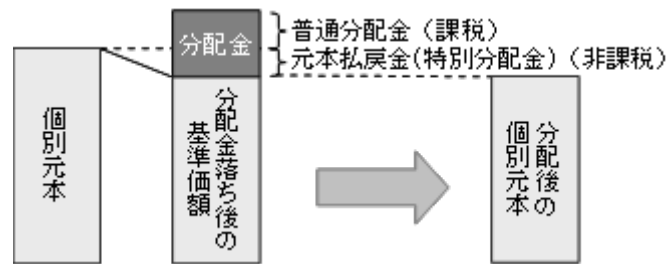 分配金
普通分配金（課税）
元本払戻金(特別分配金)（非課税）
個別元本
分配金落ち後の
基準価額
分配後の
個別元本